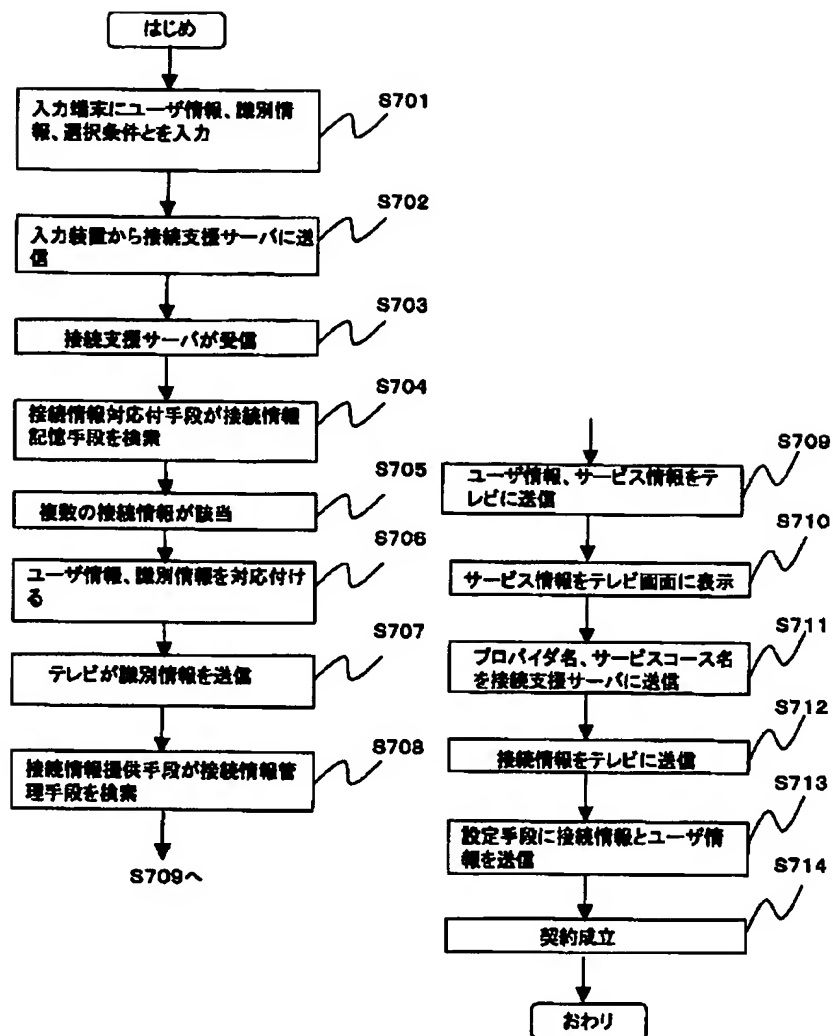 はじめ
入力端末にユーザ情報、識別情
報、選択条件とを入力
S701
入力装置から接続支援サーバに送
信
S702
接続支援サーバが受信
S703
接続情報対応付手段が接続情報
記憶手段を検索
S704
複数の接続情報が該当
S705
ユーザ情報、識別情報を対応付け
る
S706
テレビが識別情報を送信
S707
接続情報提供手段が接続情報管
理手段を検索
S708
S709へ
ユーザ情報、サービス情報をテ
レビに送信
S709
サービス情報をテレビ画面に表示
S710
プロバイダ名、サービスコース名
を接続支援サーバに送信
S711
接続情報をテレビに送信
S712
設定手段に接続情報とユーザ情
報を送信
S713
契約成立
S714
おわり